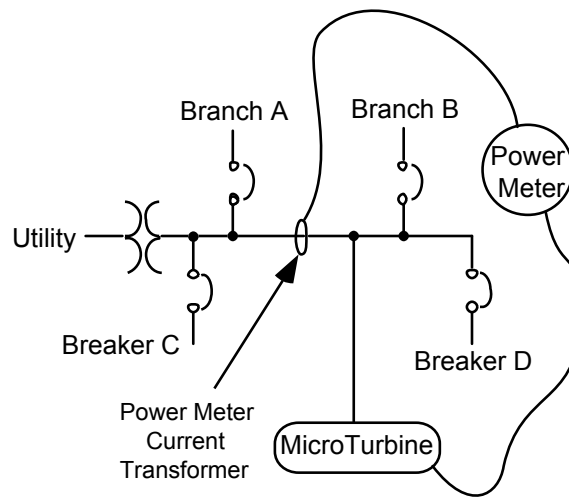 Branch A
Branch B
Power
Meter
Utility
Breaker C
Breaker D
Power Meter
Current
Transformer
MicroTurbine